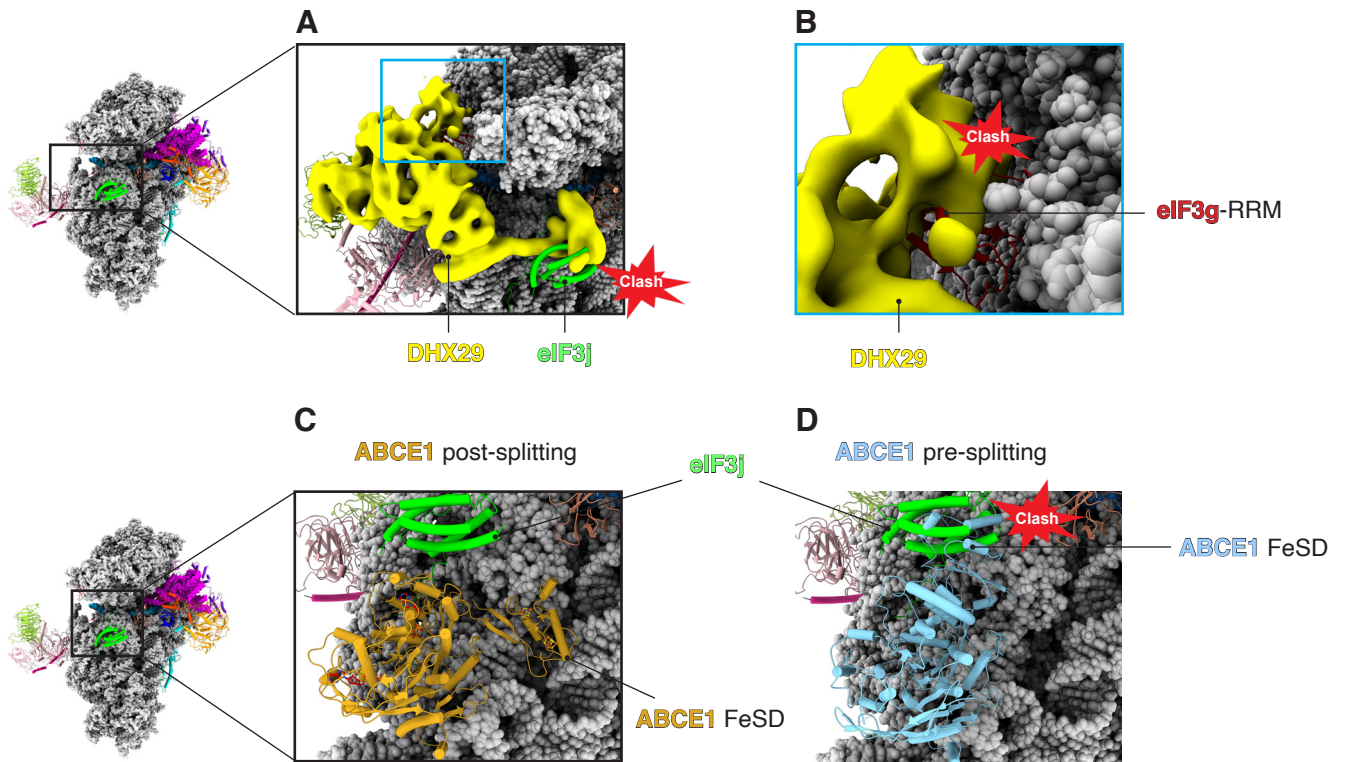 A
B
Clash
eIF3g-RRM
Clash
DHX29
eIF3j
DHX29
C
D
ABCE1 post-splitting
eIF3j
ABCE1 pre-splitting
Clash
ABCE1 FeSD
ABCE1 FeSD